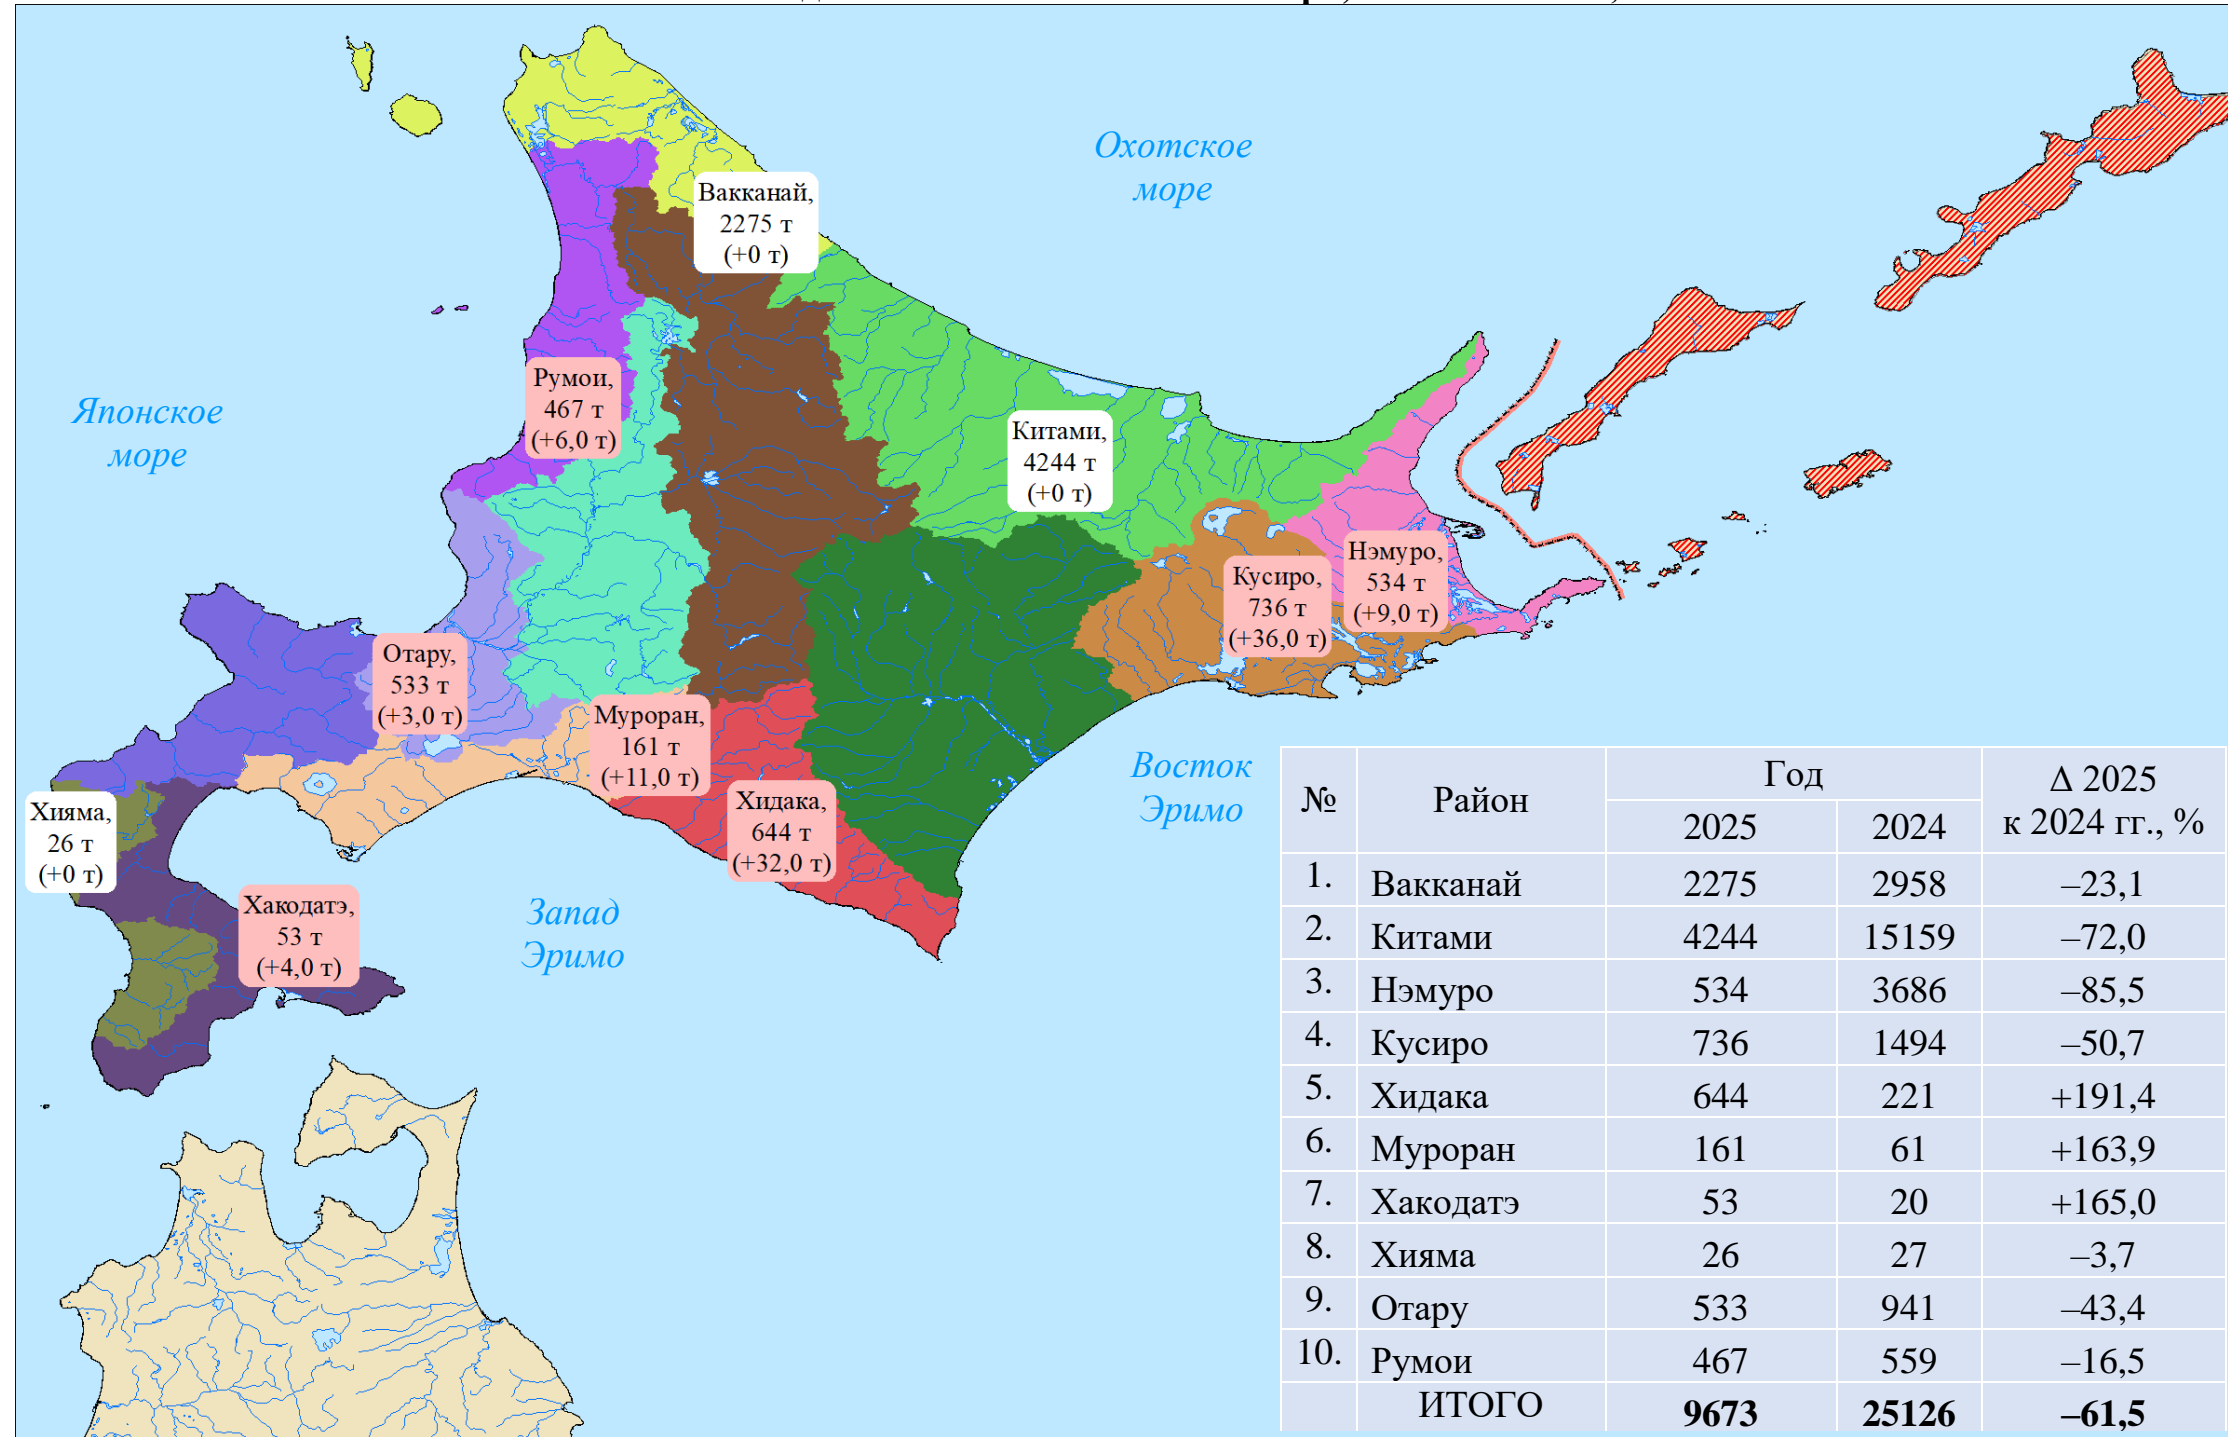 Охотское
море
Вакканай,
2275 т
(+0 т)
Японское
море
Румои,
467 т
(+6,0 т)
Китами,
4244 т
(+0 т)
Нэмуро,
534 т
(+9,0 т)
Кусиро,
736 т
(+36,0 т)
Отару,
533 т
(+3,0 т)
Муроран,
161 т
(+11,0 т)
Хидака,
644 т
(+32,0 т)
Хияма,
26 т
(+0 т)
Хакодатэ,
53 т
(+4,0 т)
Запад
Эримо
Восток
Эримо
№ Район Год Δ 2025
к 2024 гг., %
2025 2024
1. Вакканай 2275 2958 –23,1
2. Китами 4244 15159 –72,0
3. Нэмуро 534 3686 –85,5
4. Кусиро 736 1494 –50,7
5. Хидака 644 221 +191,4
6. Муроран 161 61 +163,9
7. Хакодатэ 53 20 +165,0
8. Хияма 26 27 –3,7
9. Отару 533 941 –43,4
10. Румои 467 559 –16,5
ИТОГО 9673 25126 –61,5